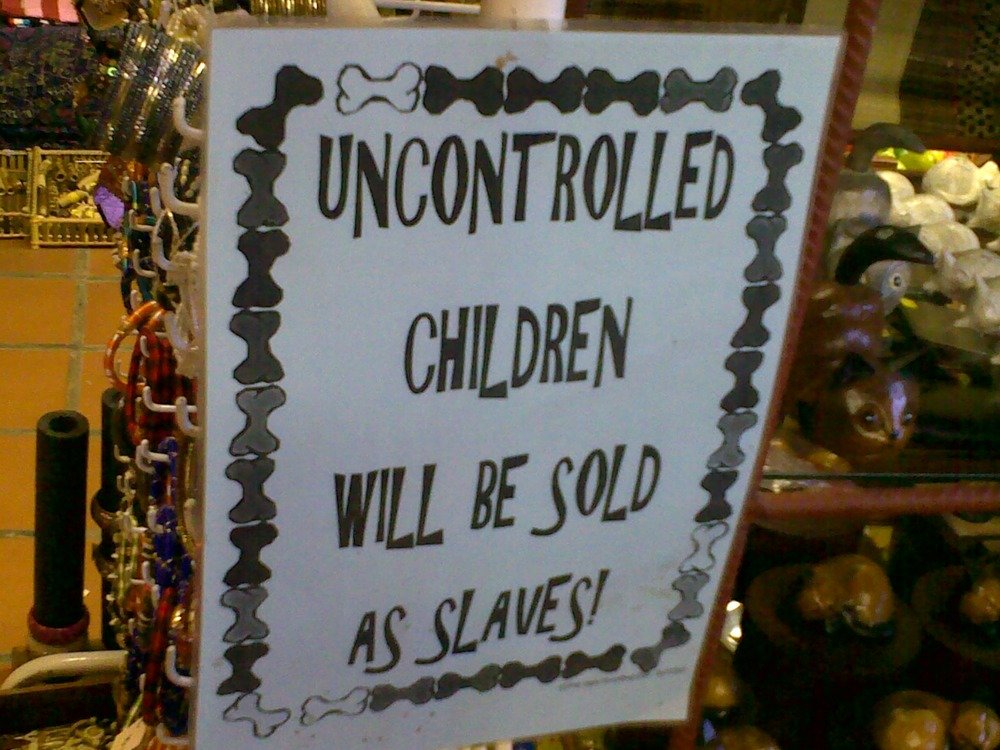 UNCONTROLLED
CHILDREN
WILL BE SOLD
AS SLAVES!